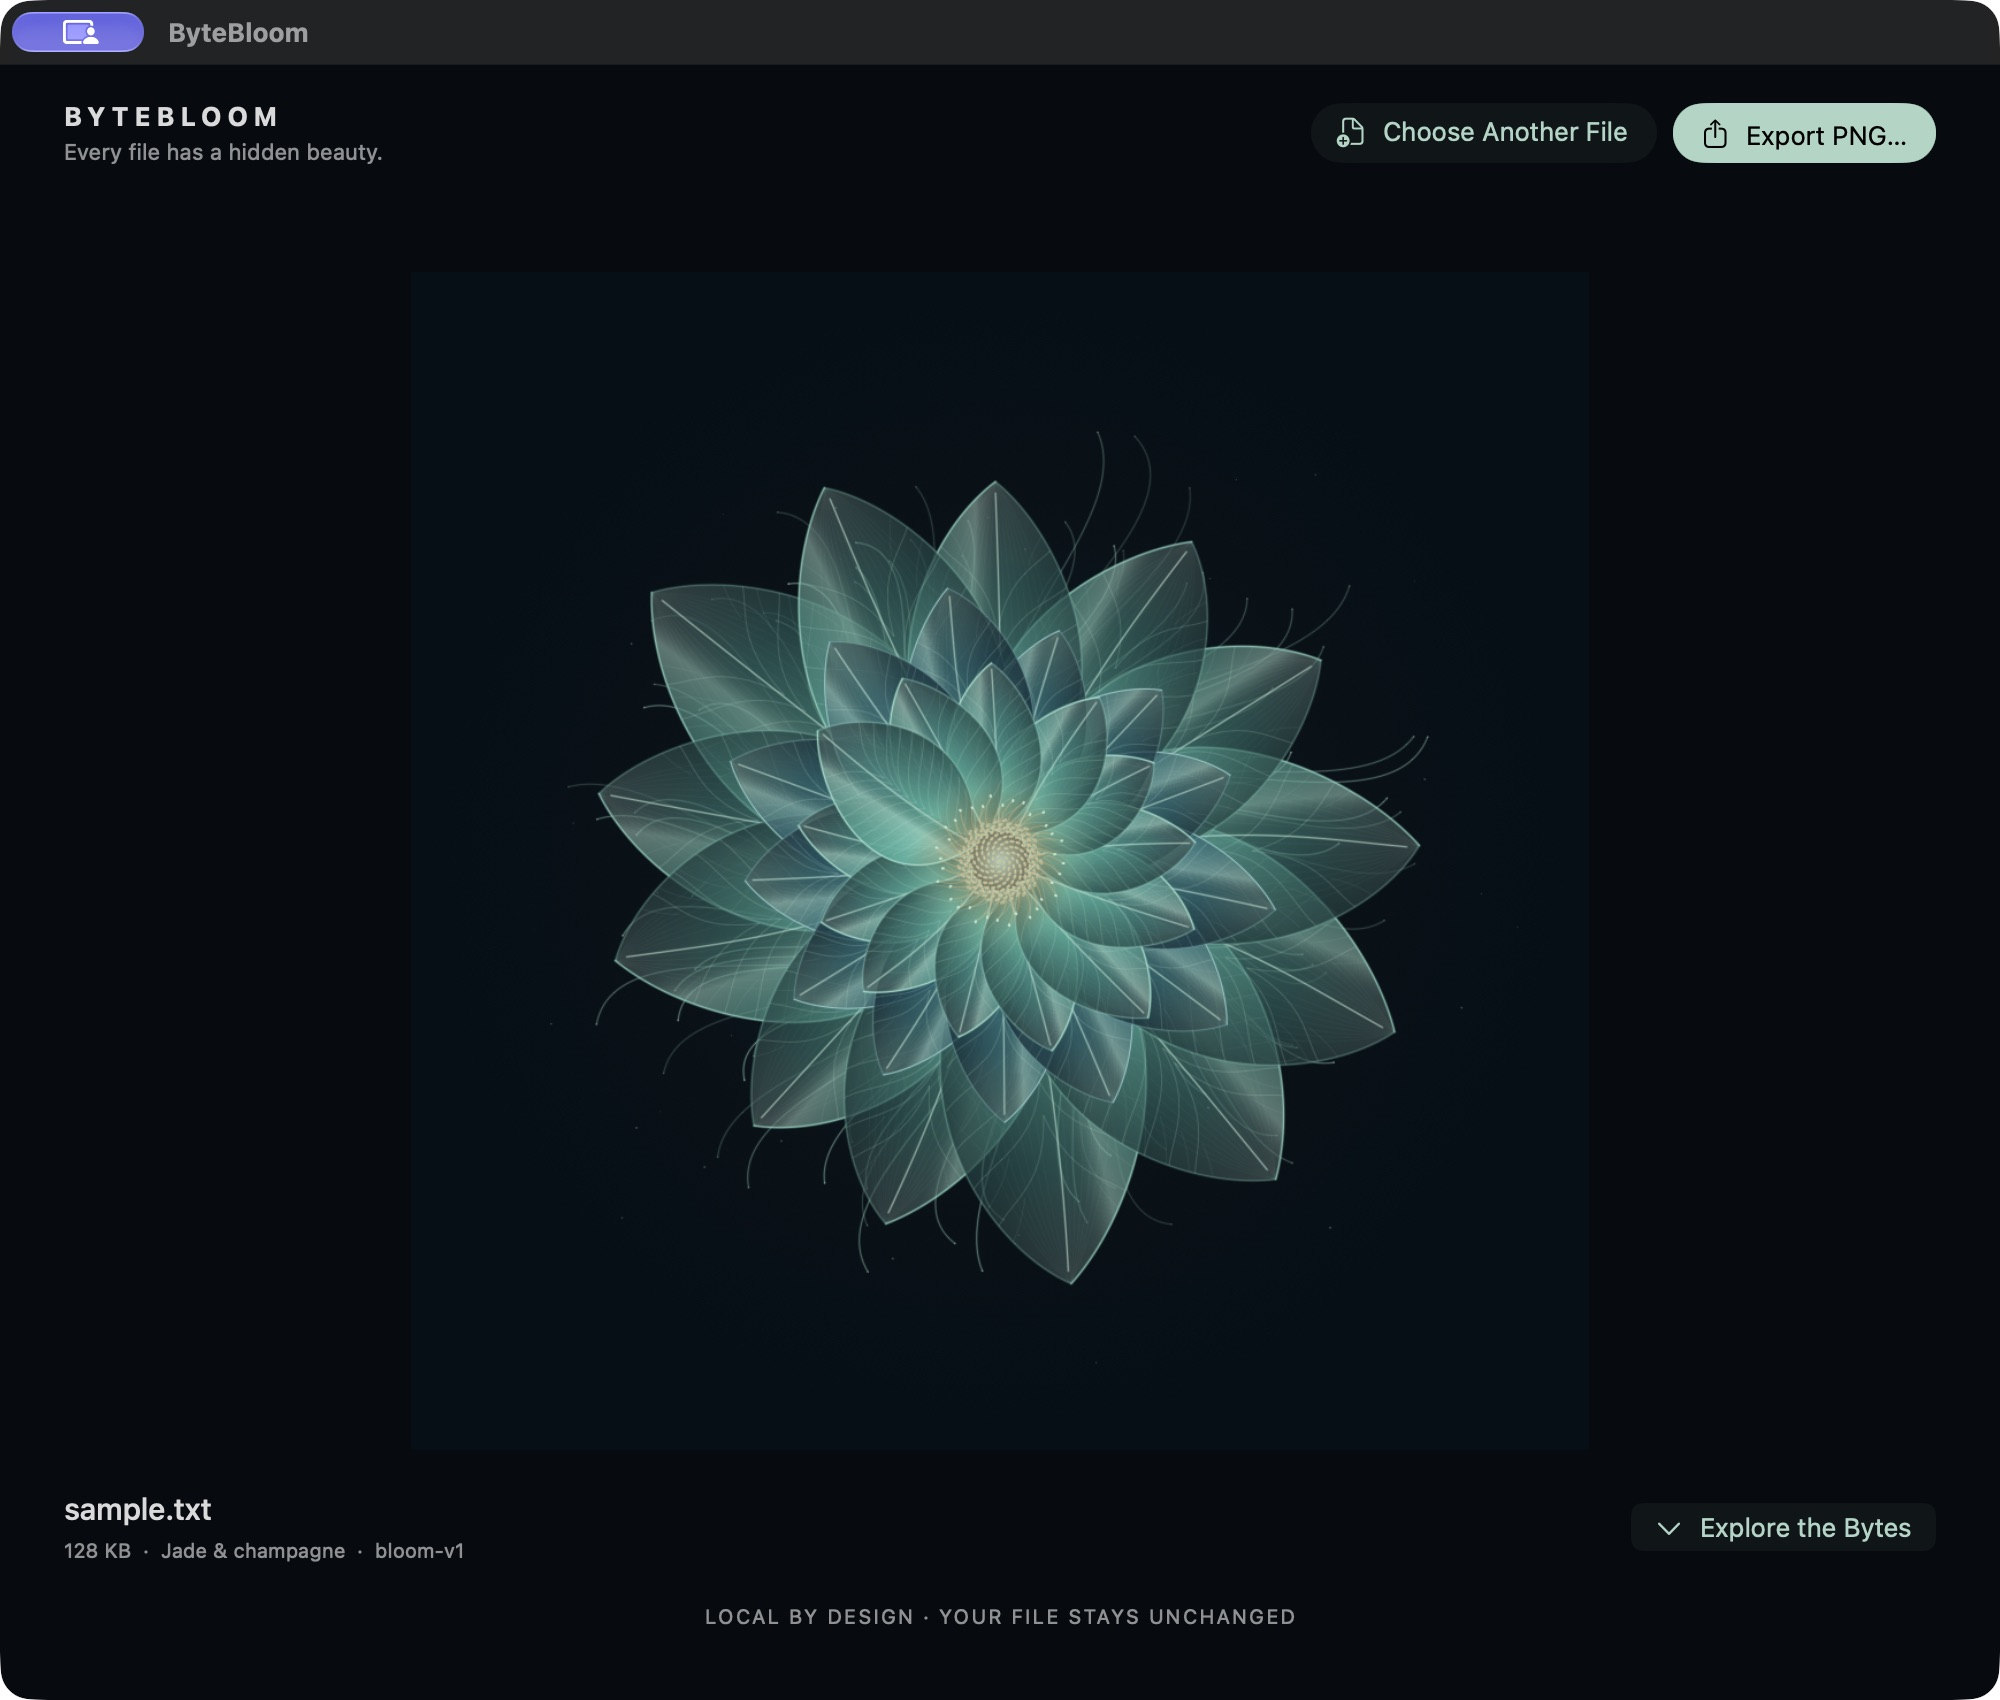 ByteBloom
BYTEBLOOM
Every file has a hidden beauty.
Choose Another File
Export PNG...
sample.txt
128 KB · Jade & champagne · bloom-v1
Explore the Bytes
LOCAL BY DESIGN · YOUR FILE STAYS UNCHANGED